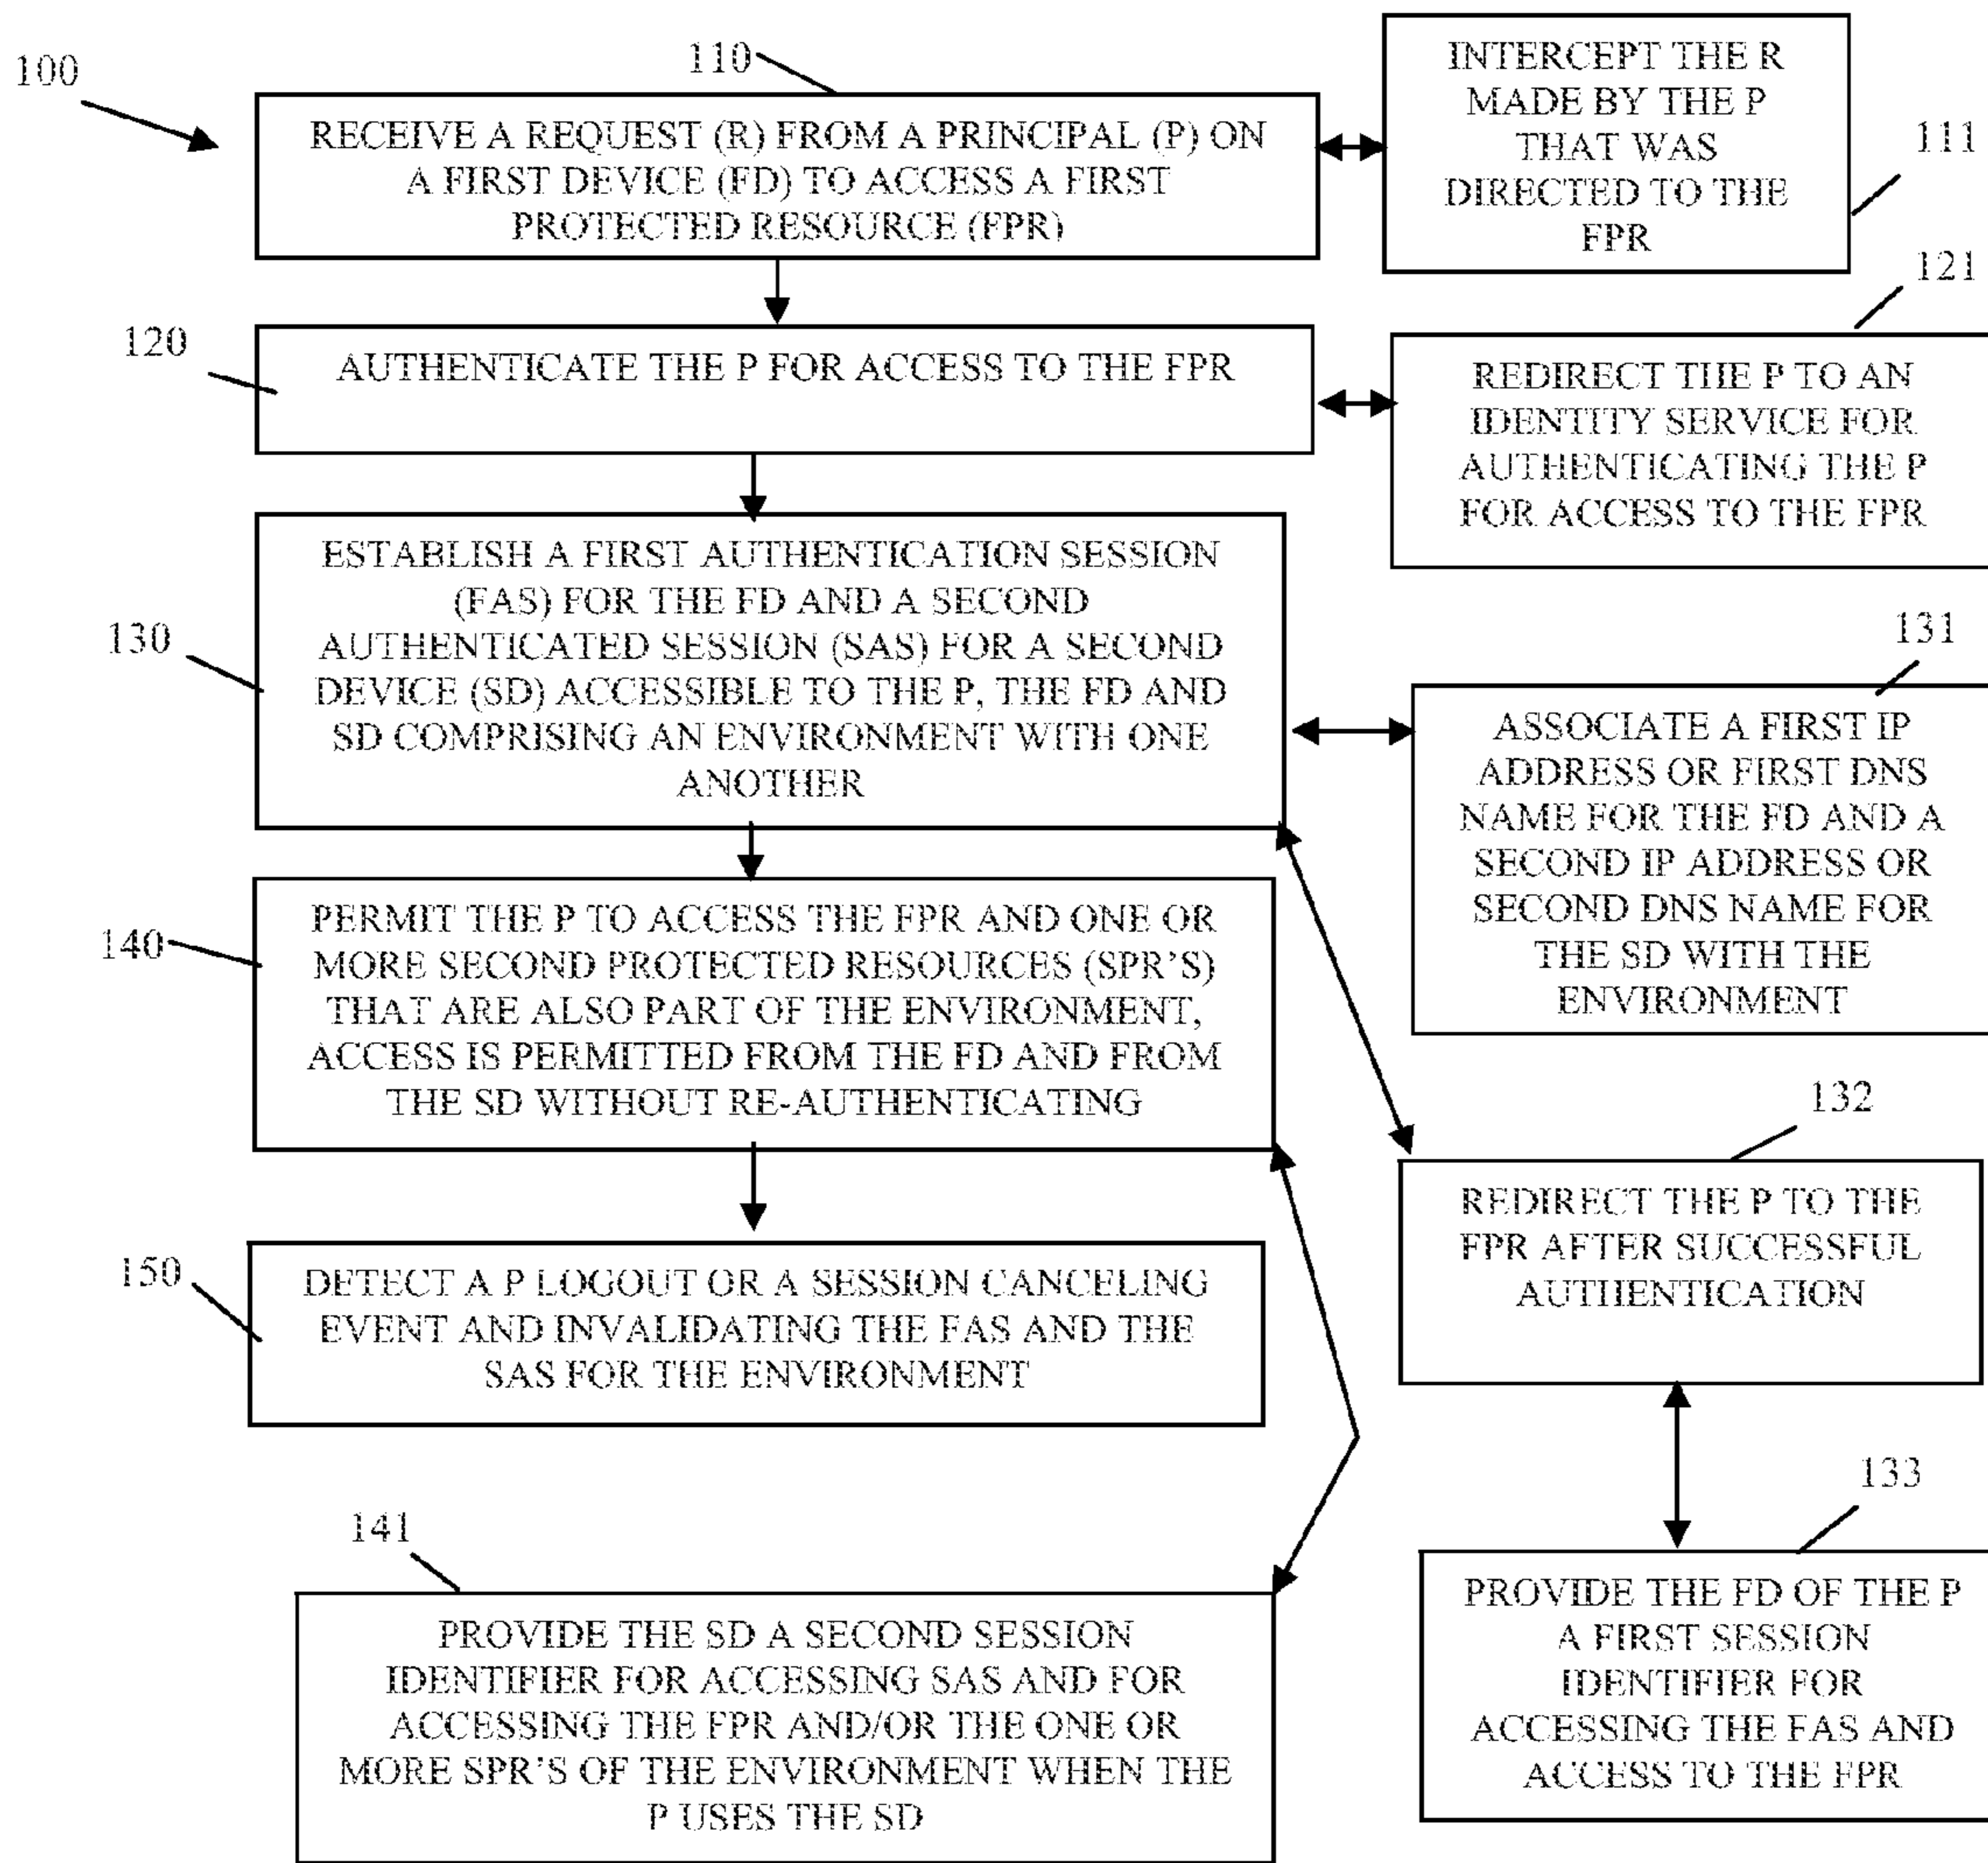 100
110
RECEIVE A REQUEST (R) FROM A PRINCIPAL (P) ON
A FIRST DEVICE (FD) TO ACCESS A FIRST
PROTECTED RESOURCE (FPR)
INTERCEPT THE R
MADE BY THE P
THAT WAS
DIRECTED TO THE
FPR
111
120
AUTHENTICATE THE P FOR ACCESS TO THE FPR
121
REDIRECT THE P TO AN
IDENTITY SERVICE FOR
AUTHENTICATING THE P
FOR ACCESS TO THE FPR
130
ESTABLISH A FIRST AUTHENTICATION SESSION
(FAS) FOR THE FD AND A SECOND
AUTHENTICATED SESSION (SAS) FOR A SECOND
DEVICE (SD) ACCESSIBLE TO THE P, THE FD AND
SD COMPRISING AN ENVIRONMENT WITH ONE
ANOTHER
131
ASSOCIATE A FIRST IP
ADDRESS OR FIRST DNS
NAME FOR THE FD AND A
SECOND IP ADDRESS OR
SECOND DNS NAME FOR
THE SD WITH THE
ENVIRONMENT
140
PERMIT THE P TO ACCESS THE FPR AND ONE OR
MORE SECOND PROTECTED RESOURCES (SPR'S)
THAT ARE ALSO PART OF THE ENVIRONMENT,
ACCESS IS PERMITTED FROM THE FD AND FROM
THE SD WITHOUT RE-AUTHENTICATING
132
REDIRECT THE P TO THE
FPR AFTER SUCCESSFUL
AUTHENTICATION
150
DETECT A P LOGOUT OR A SESSION CANCELING
EVENT AND INVALIDATING THE FAS AND THE
SAS FOR THE ENVIRONMENT
133
PROVIDE THE FD OF THE P
A FIRST SESSION
IDENTIFIER FOR
ACCESSING THE FAS AND
ACCESS TO THE FPR
141
PROVIDE THE SD A SECOND SESSION
IDENTIFIER FOR ACCESSING SAS AND FOR
ACCESSING THE FPR AND/OR THE ONE OR
MORE SPR'S OF THE ENVIRONMENT WHEN THE
P USES THE SD